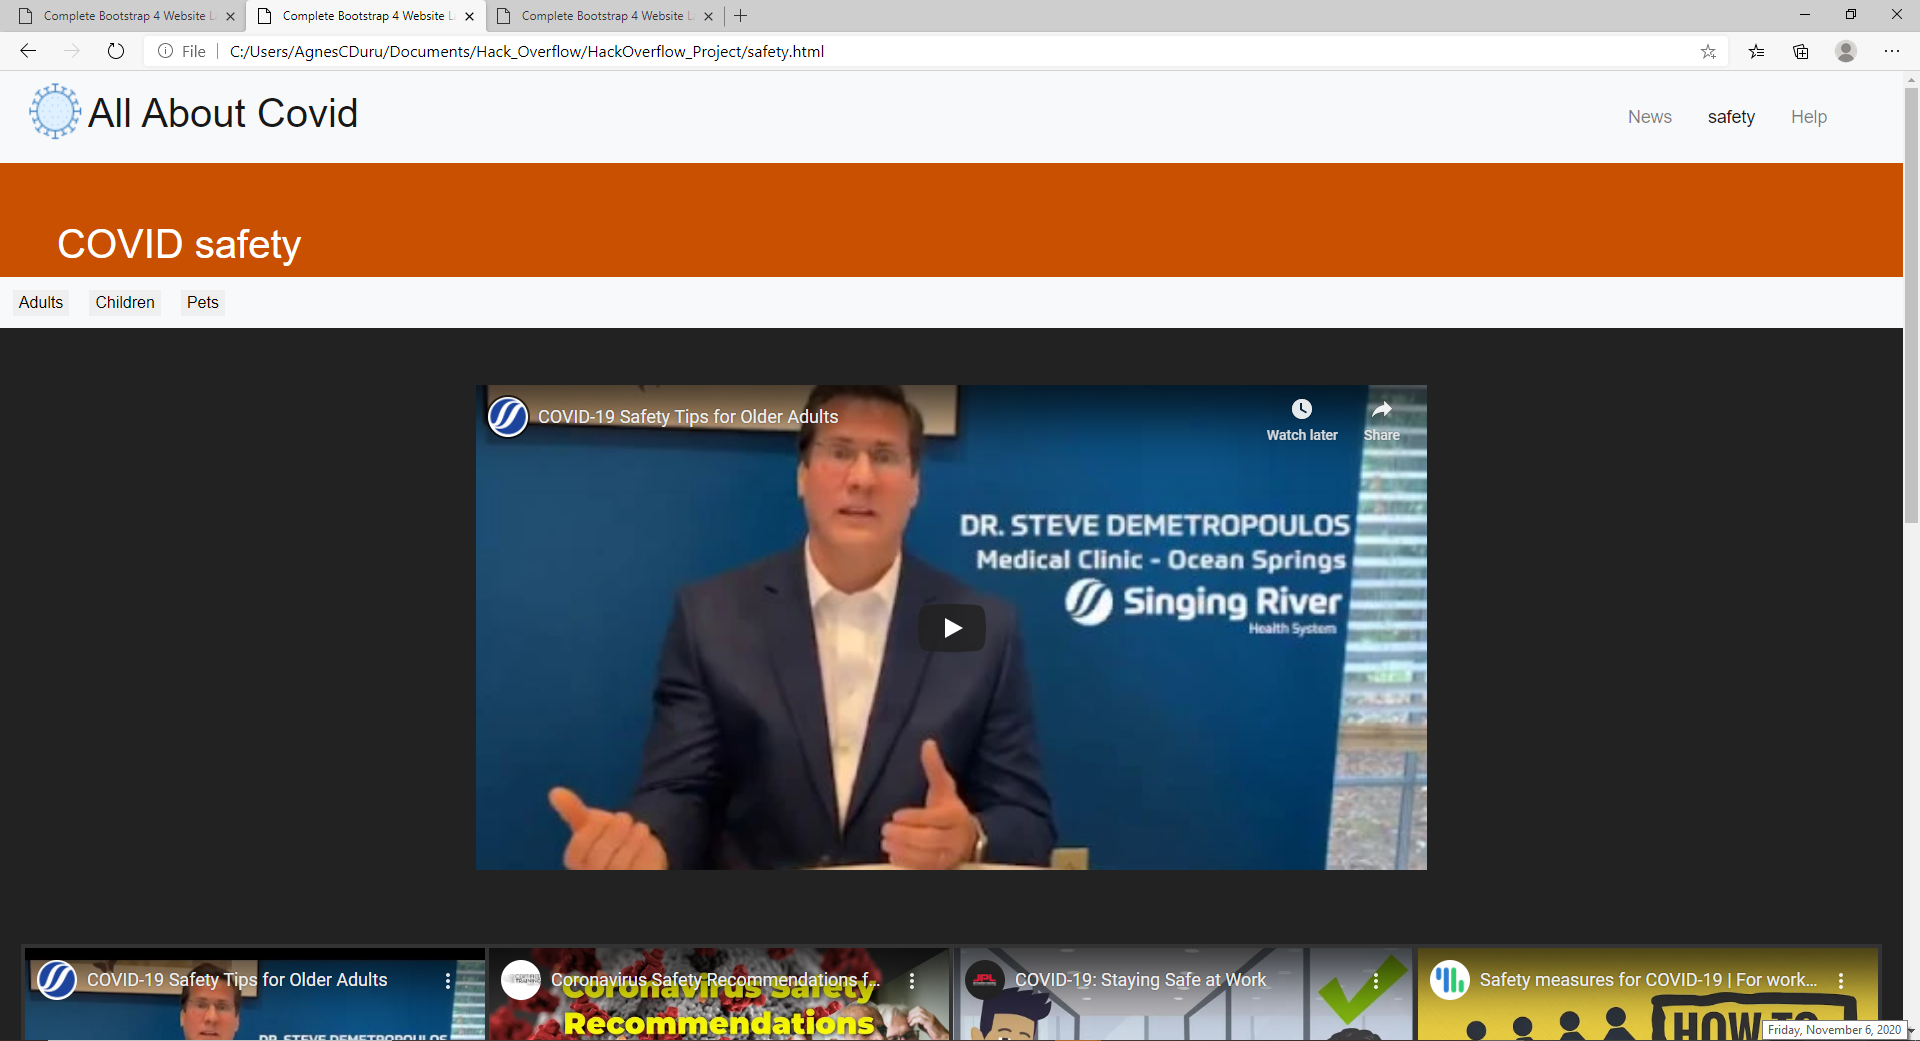 Complete Bootstrap 4 Website L
Complete Bootstrap 4 Website L
Complete Bootstrap 4 Website L
File
C:/Users/AgnesCDuru/Documents/Hack_Overflow/HackOverflow_Project/safety.html
All About Covid
News
safety
Help
COVID safety
Adults
Children
Pets
COVID-19 Safety Tips for Older Adults
Watch later
Share
DR. STEVE DEMETROPOULOS
Medical Clinic - Ocean Springs
Singing River
Health System
COVID-19 Safety Tips for Older Adults
DR. STEVE DEMETROPOULOS
Coronavirus Safety Recommendations f...
Coronavirus Safety
Recommendations
JPL
COVID-19: Staying Safe at Work
Safety measures for COVID-19 | For work...
HOW TO
Friday, November 6, 2020